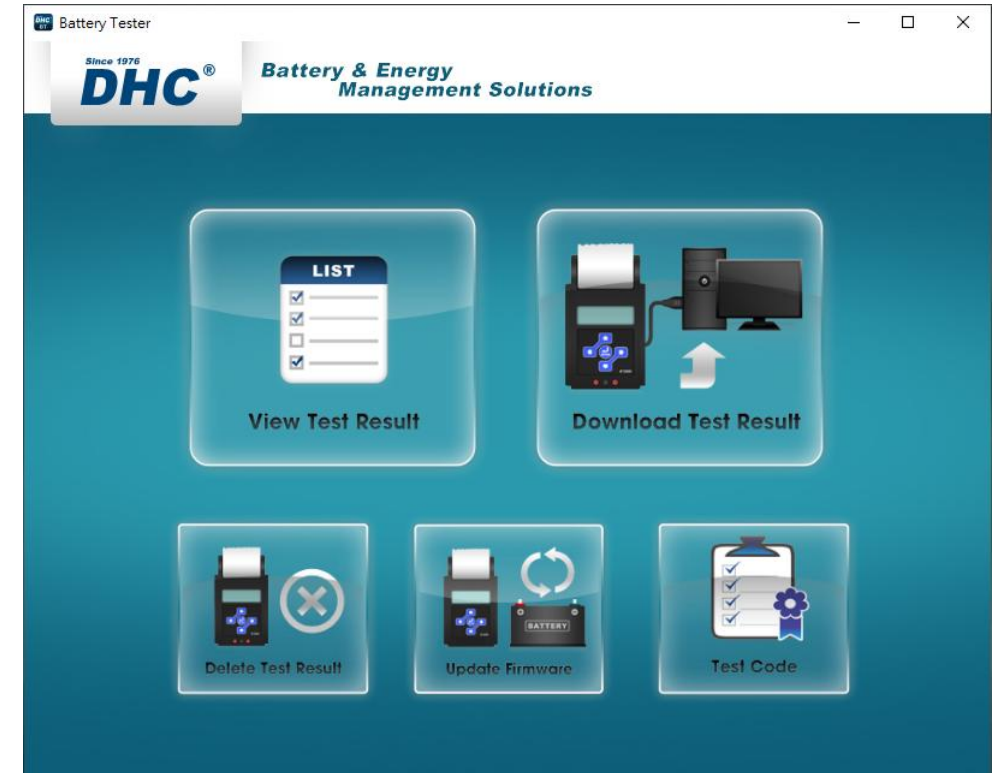 Battery Tester
Since 1976
DHC®
Battery & Energy
Management Solutions
LIST
View Test Result
Download Test Result
BATTERY
Delete Test Result
Update Firmware
Test Code